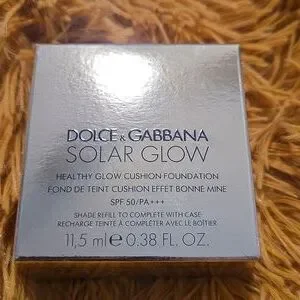 DOLCE & GABBANA
SOLAR GLOW
HEALTHY GLOW CUSHION FOUNDATION
FOND DE TEINT CUSHION EFFET BONNE MINE
SPF 50/PA+++
SHADE REFILL TO COMPLETE WITH CASE
RECHARGE TEINTÉ À COMPLÉTER AVEC LE BOÎTIER
11,5 ml ℮ 0.38 FL. OZ.